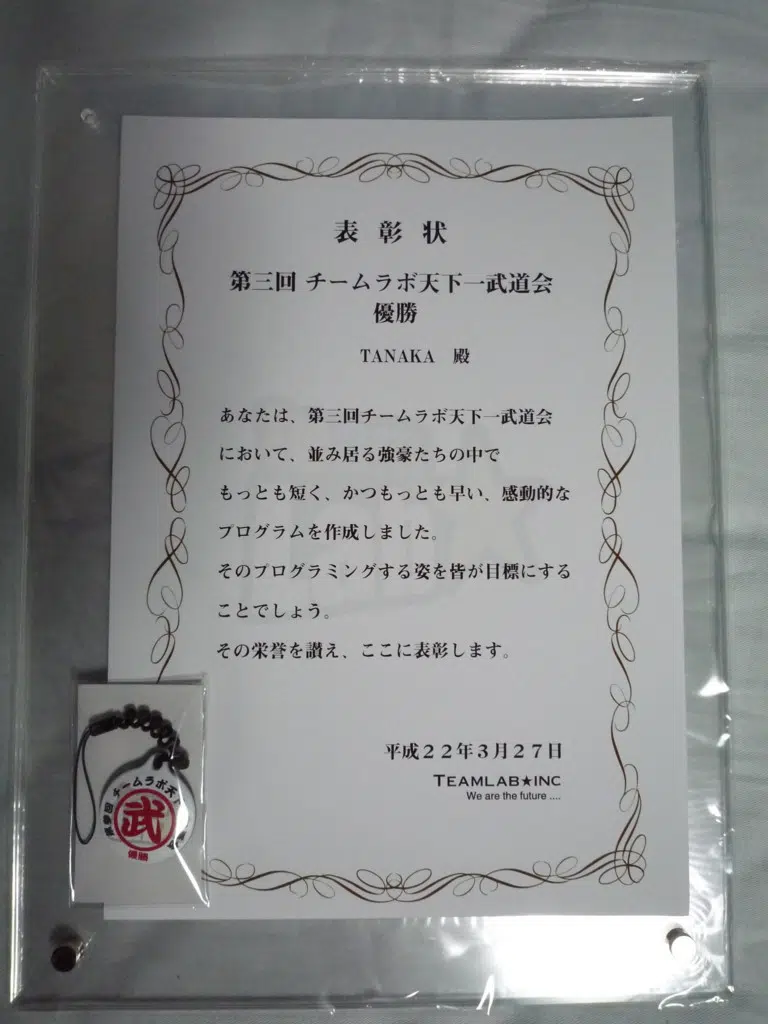 表彰状
第三回 チームラボ天下一武道会
優勝
TANAKA 殿
あなたは、第三回チームラボ天下一武道会
において、並み居る強豪たちの中で
もっとも短く、かつもっとも早い、感動的な
プログラムを作成しました。
そのプログラミングする姿を皆が目標にする
ことでしょう。
その栄誉を讃え、ここに表彰します。
平成22年3月27日
TEAMLAB★INC
We are the future ....
チームラボ天下
武
優勝